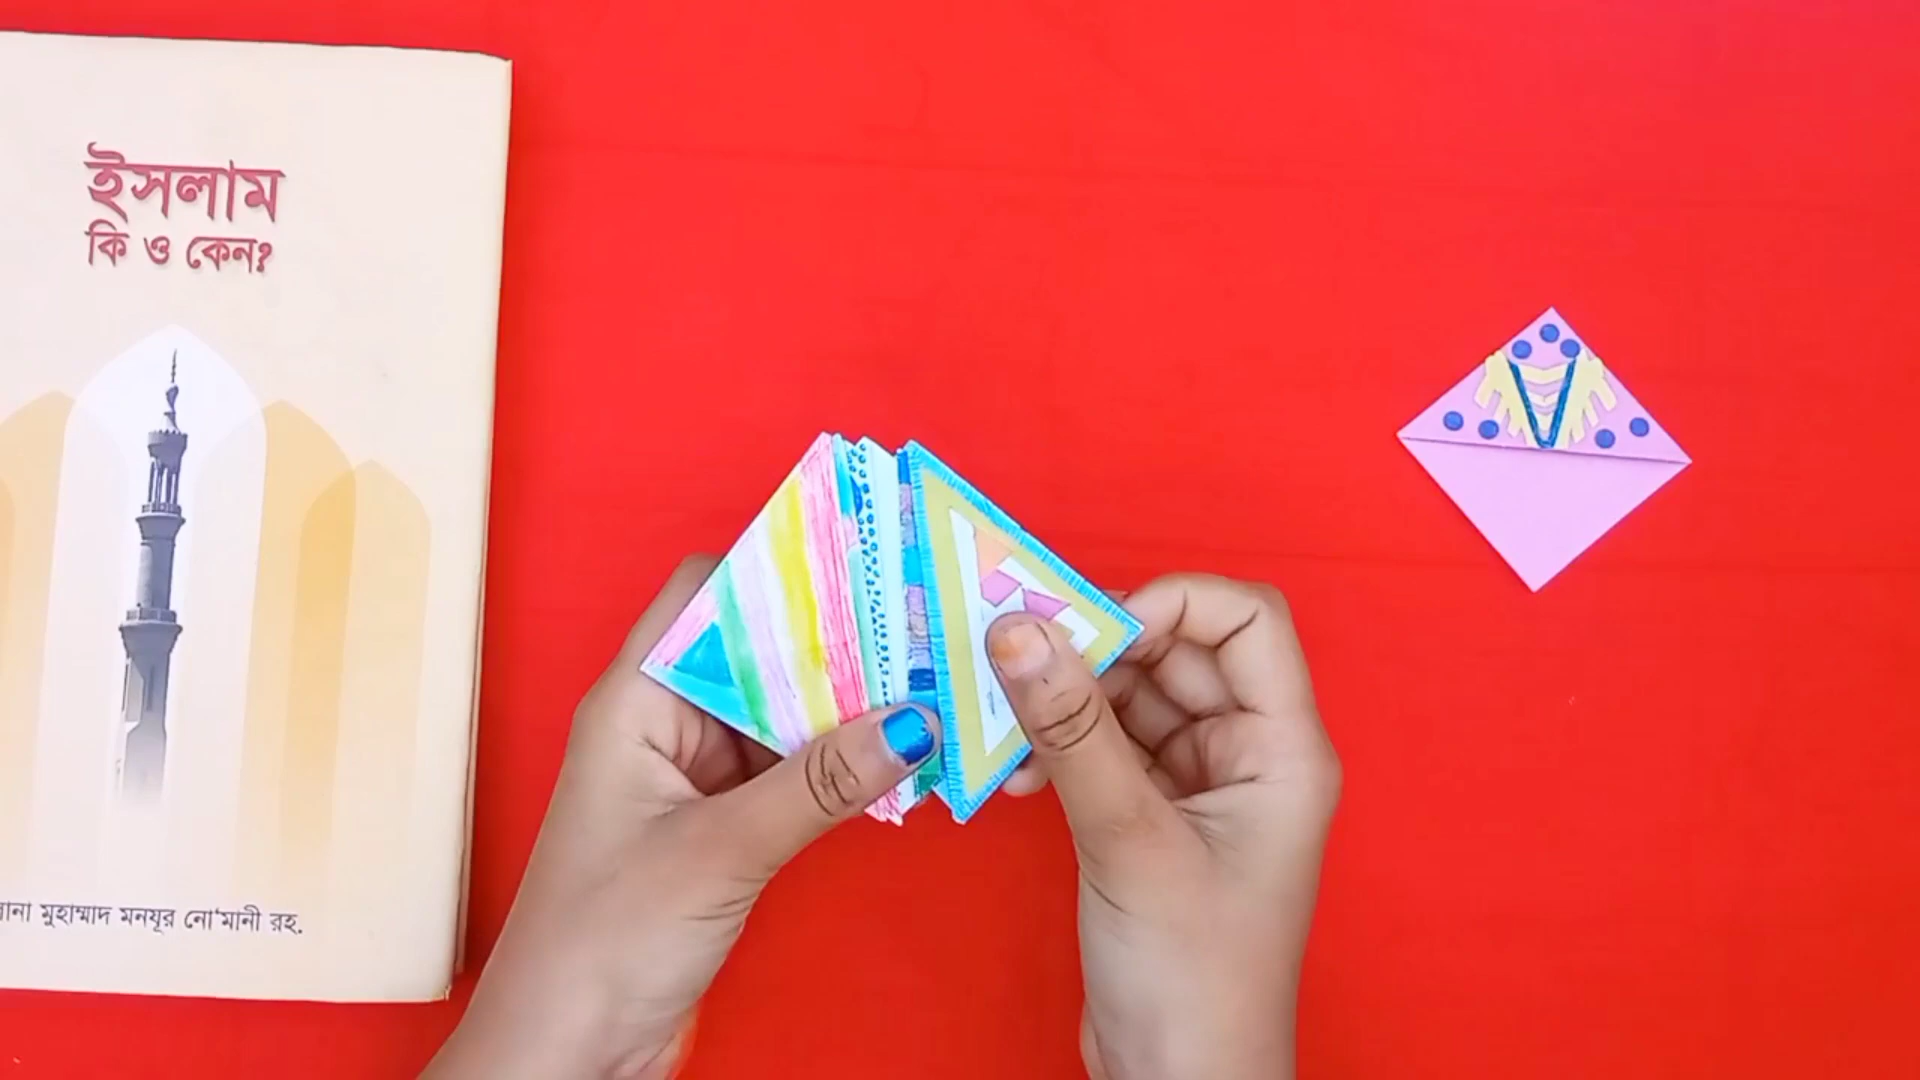 ইসলাম
কি ও কেন?
মুহাম্মাদ মনযূর নো'মানী রহ.